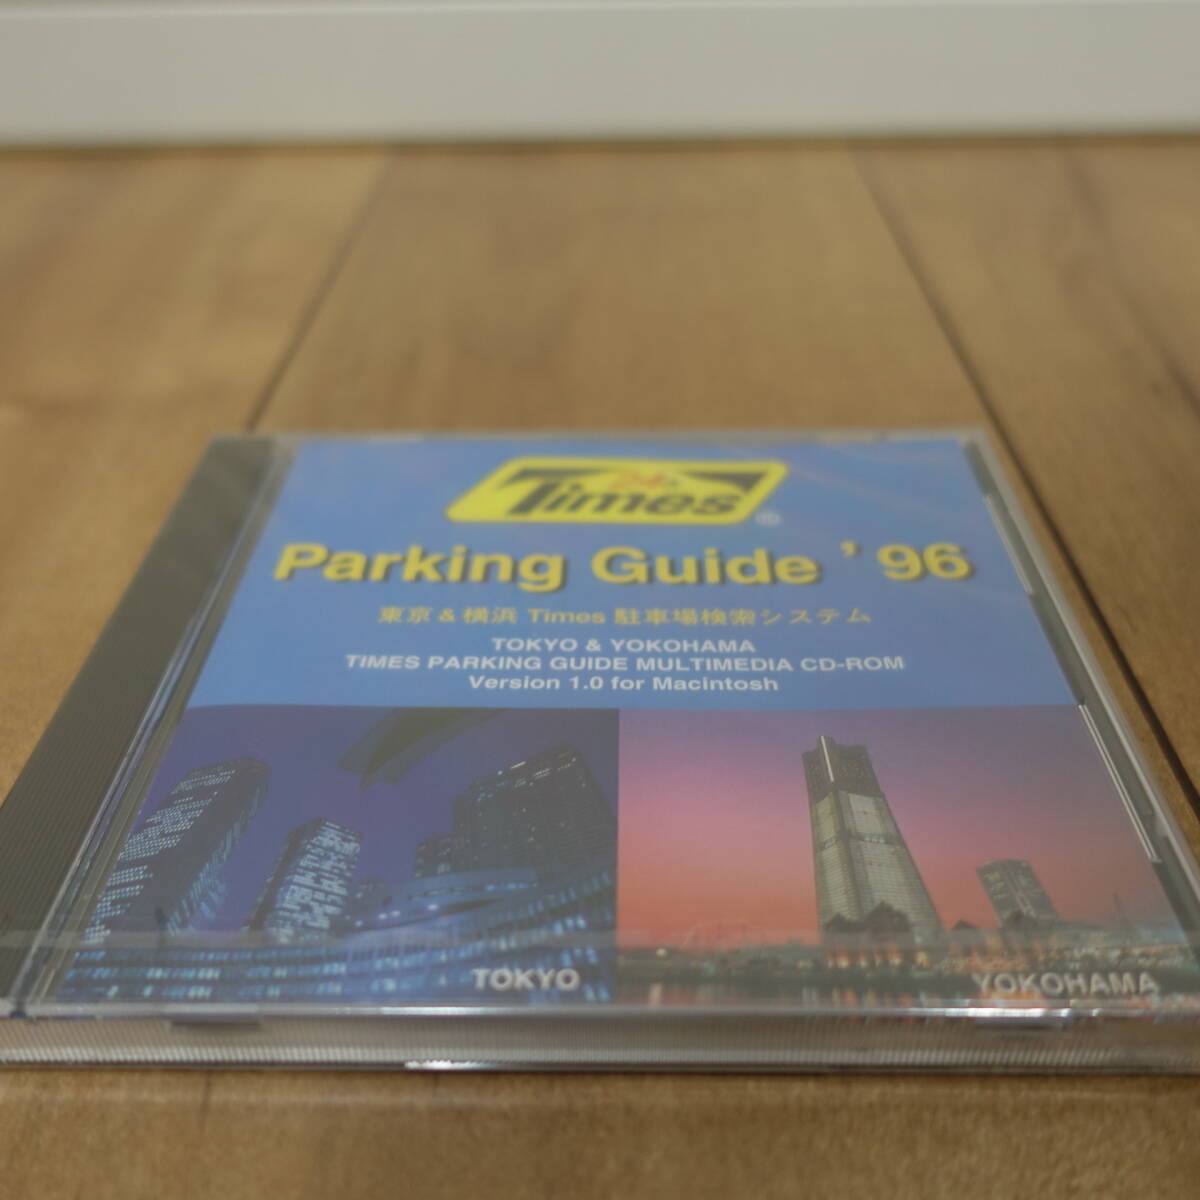 24h
Times
®
Parking Guide '96
東京&横浜 Times 駐車場検索システム
TOKYO & YOKOHAMA
TIMES PARKING GUIDE MULTIMEDIA CD-ROM
Version 1.0 for Macintosh
TOKYO
YOKOHAMA